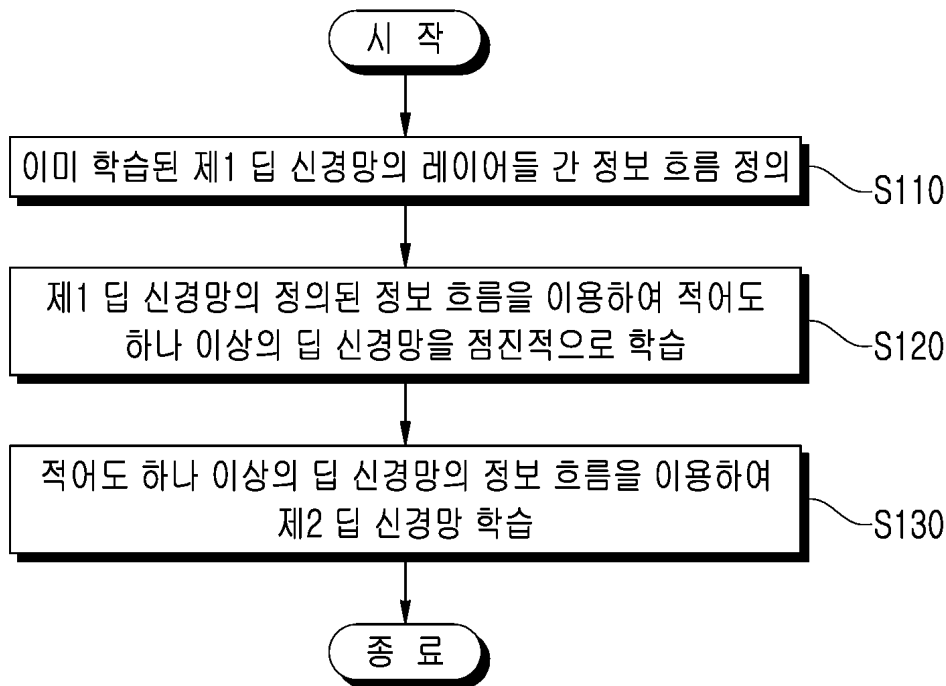 시 작
이미 학습된 제1 딥 신경망의 레이어들 간 정보 흐름 정의
S110
제1 딥 신경망의 정의된 정보 흐름을 이용하여 적어도
하나 이상의 딥 신경망을 점진적으로 학습
S120
적어도 하나 이상의 딥 신경망의 정보 흐름을 이용하여
제2 딥 신경망 학습
S130
종 료